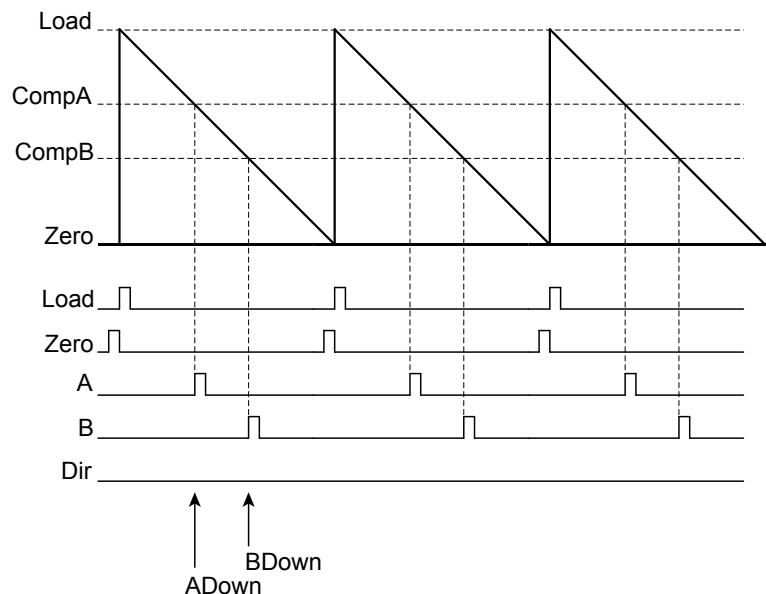 Load
CompA
CompB
Zero
Load
Zero
A
B
Dir
BDown
ADown